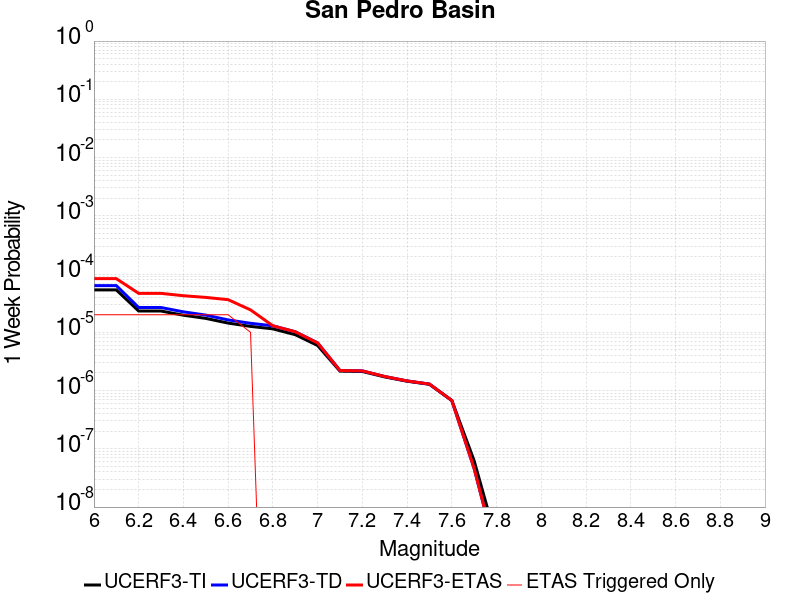 San Pedro Basin
10^0
10^-1
10^-2
10^-3
10^-4
10^-5
10^-6
10^-7
10^-8
1 Week Probability
6 6.2 6.4 6.6 6.8 7 7.2 7.4 7.6 7.8 8 8.2 8.4 8.6 8.8 9
Magnitude
UCERF3-TI UCERF3-TD UCERF3-ETAS ETAS Triggered Only